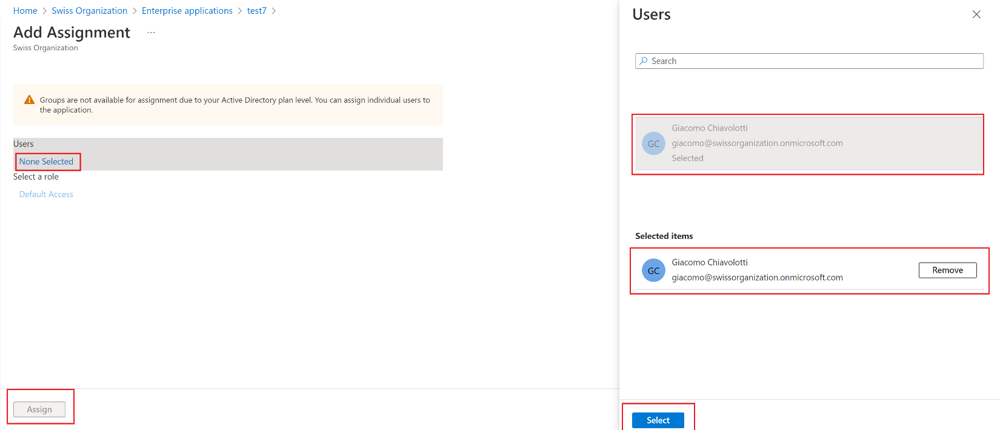 Home > Swiss Organization > Enterprise applications > test7 >
Add Assignment ...
Swiss Organization
Groups are not available for assignment due to your Active Directory plan level. You can assign individual users to
the application.
Users
None Selected
Select a role
Default Access
Assign
Users
Search
GC
Giacomo Chiavolotti
giacomo@swissorganization.onmicrosoft.com
Selected
Selected items
GC
Giacomo Chiavolotti
giacomo@swissorganization.onmicrosoft.com
Remove
Select